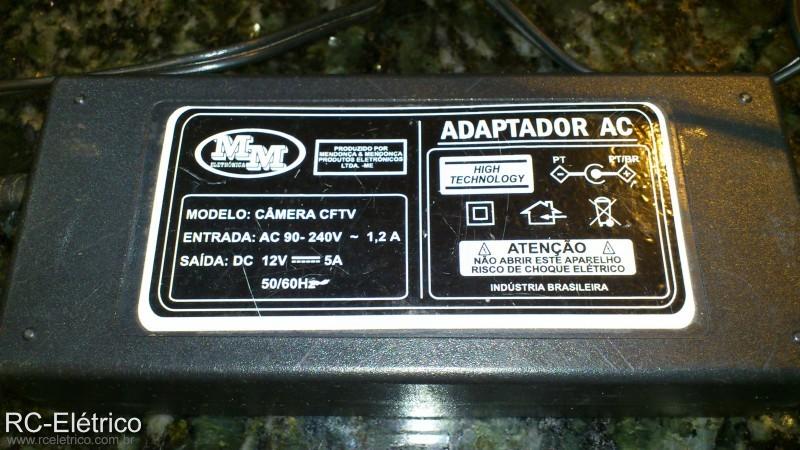 MM
ELETRÔNICA
PRODUZIDO POR
MENDONÇA & MENDONÇA
PRODUTOS ELETRÔNICOS
LTDA. -ME
MODELO: CÂMERA CFTV
ENTRADA: AC 90- 240V ~ 1,2 A
SAÍDA: DC 12V 5A
50/60Hz
ADAPTADOR AC
HIGH
TECHNOLOGY
PT PT/BR
- +
ATENÇÃO
NÃO ABRIR ESTE APARELHO
RISCO DE CHOQUE ELÉTRICO
INDÚSTRIA BRASILEIRA
RC-Elétrico
www.rceletrico.com.br